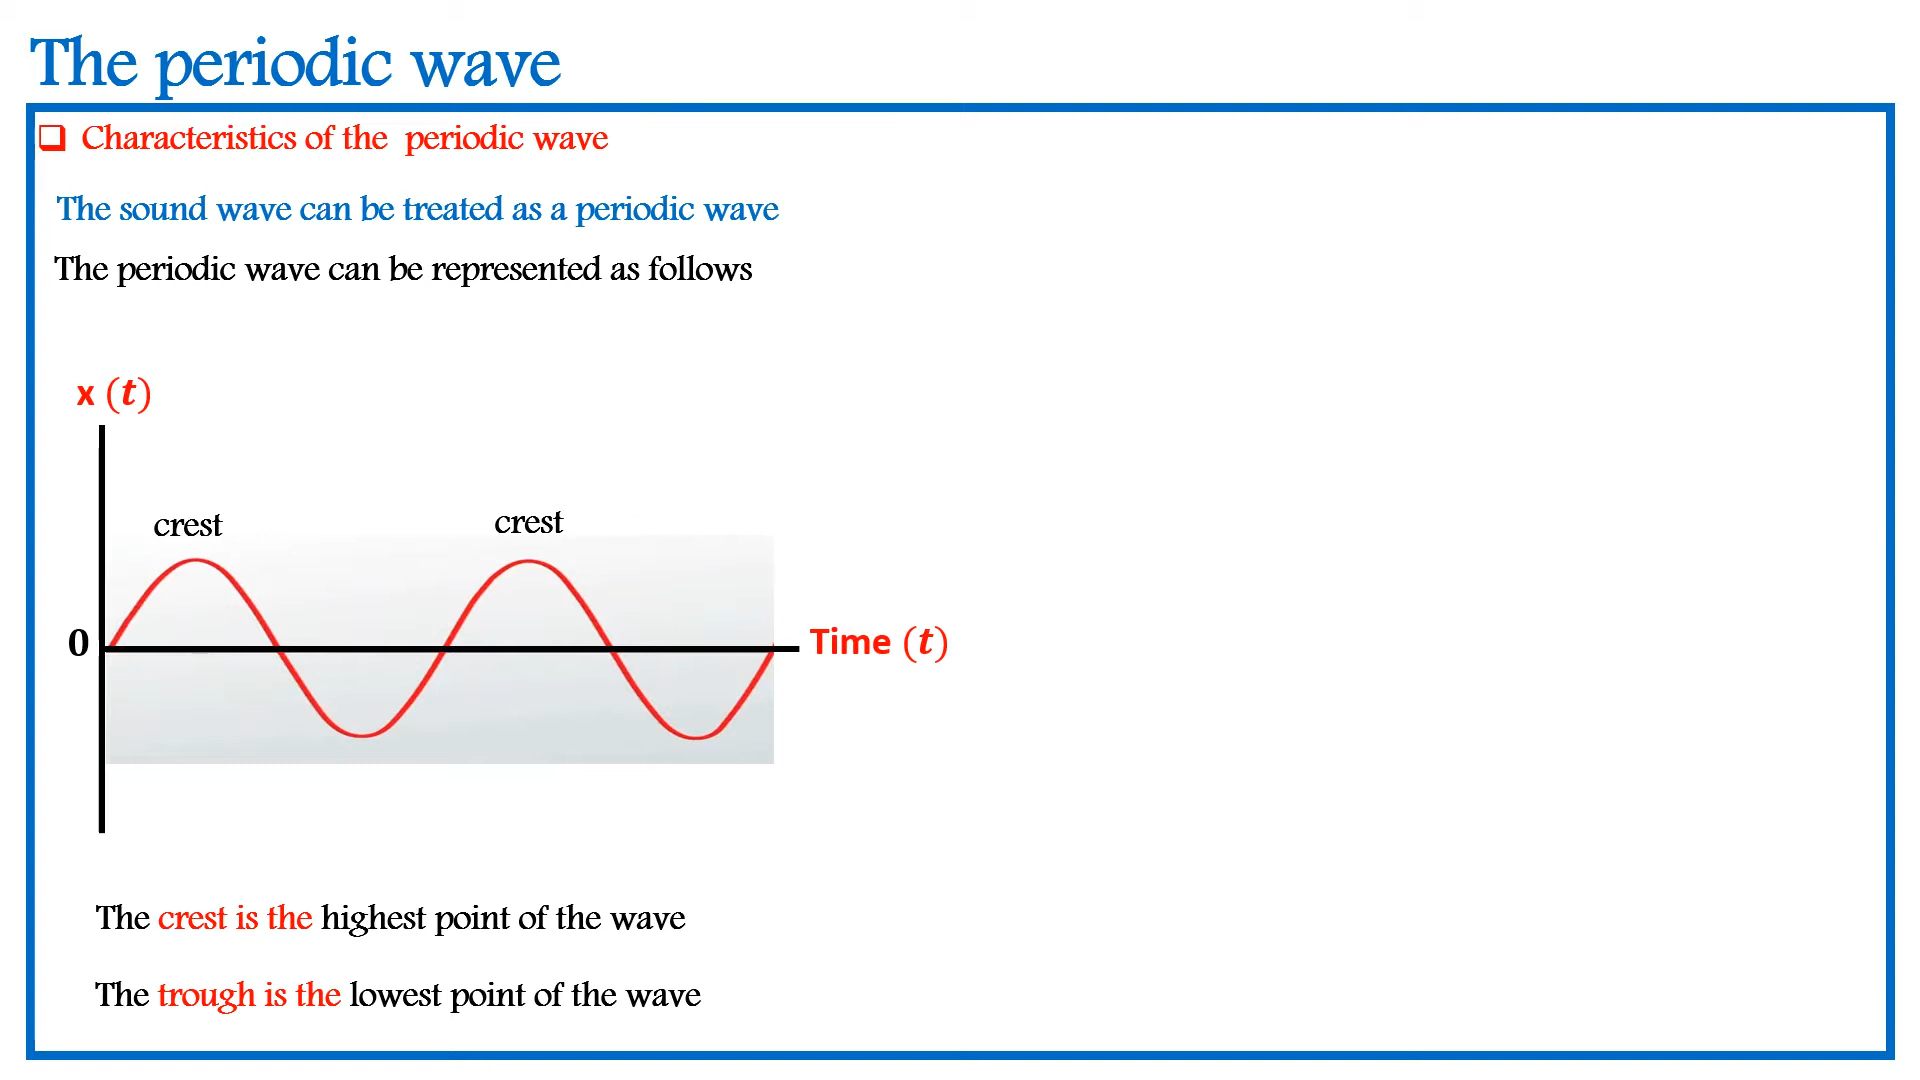 The periodic wave
❑ Characteristics of the periodic wave
The sound wave can be treated as a periodic wave
The periodic wave can be represented as follows
x (t)
crest crest
0 Time (t)
The crest is the highest point of the wave
The trough is the lowest point of the wave